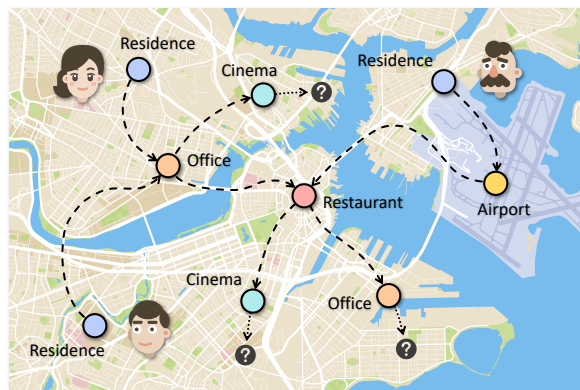 Residence
Cinema
Residence
?
Office
Restaurant
Airport
Cinema
Office
Residence
?
?